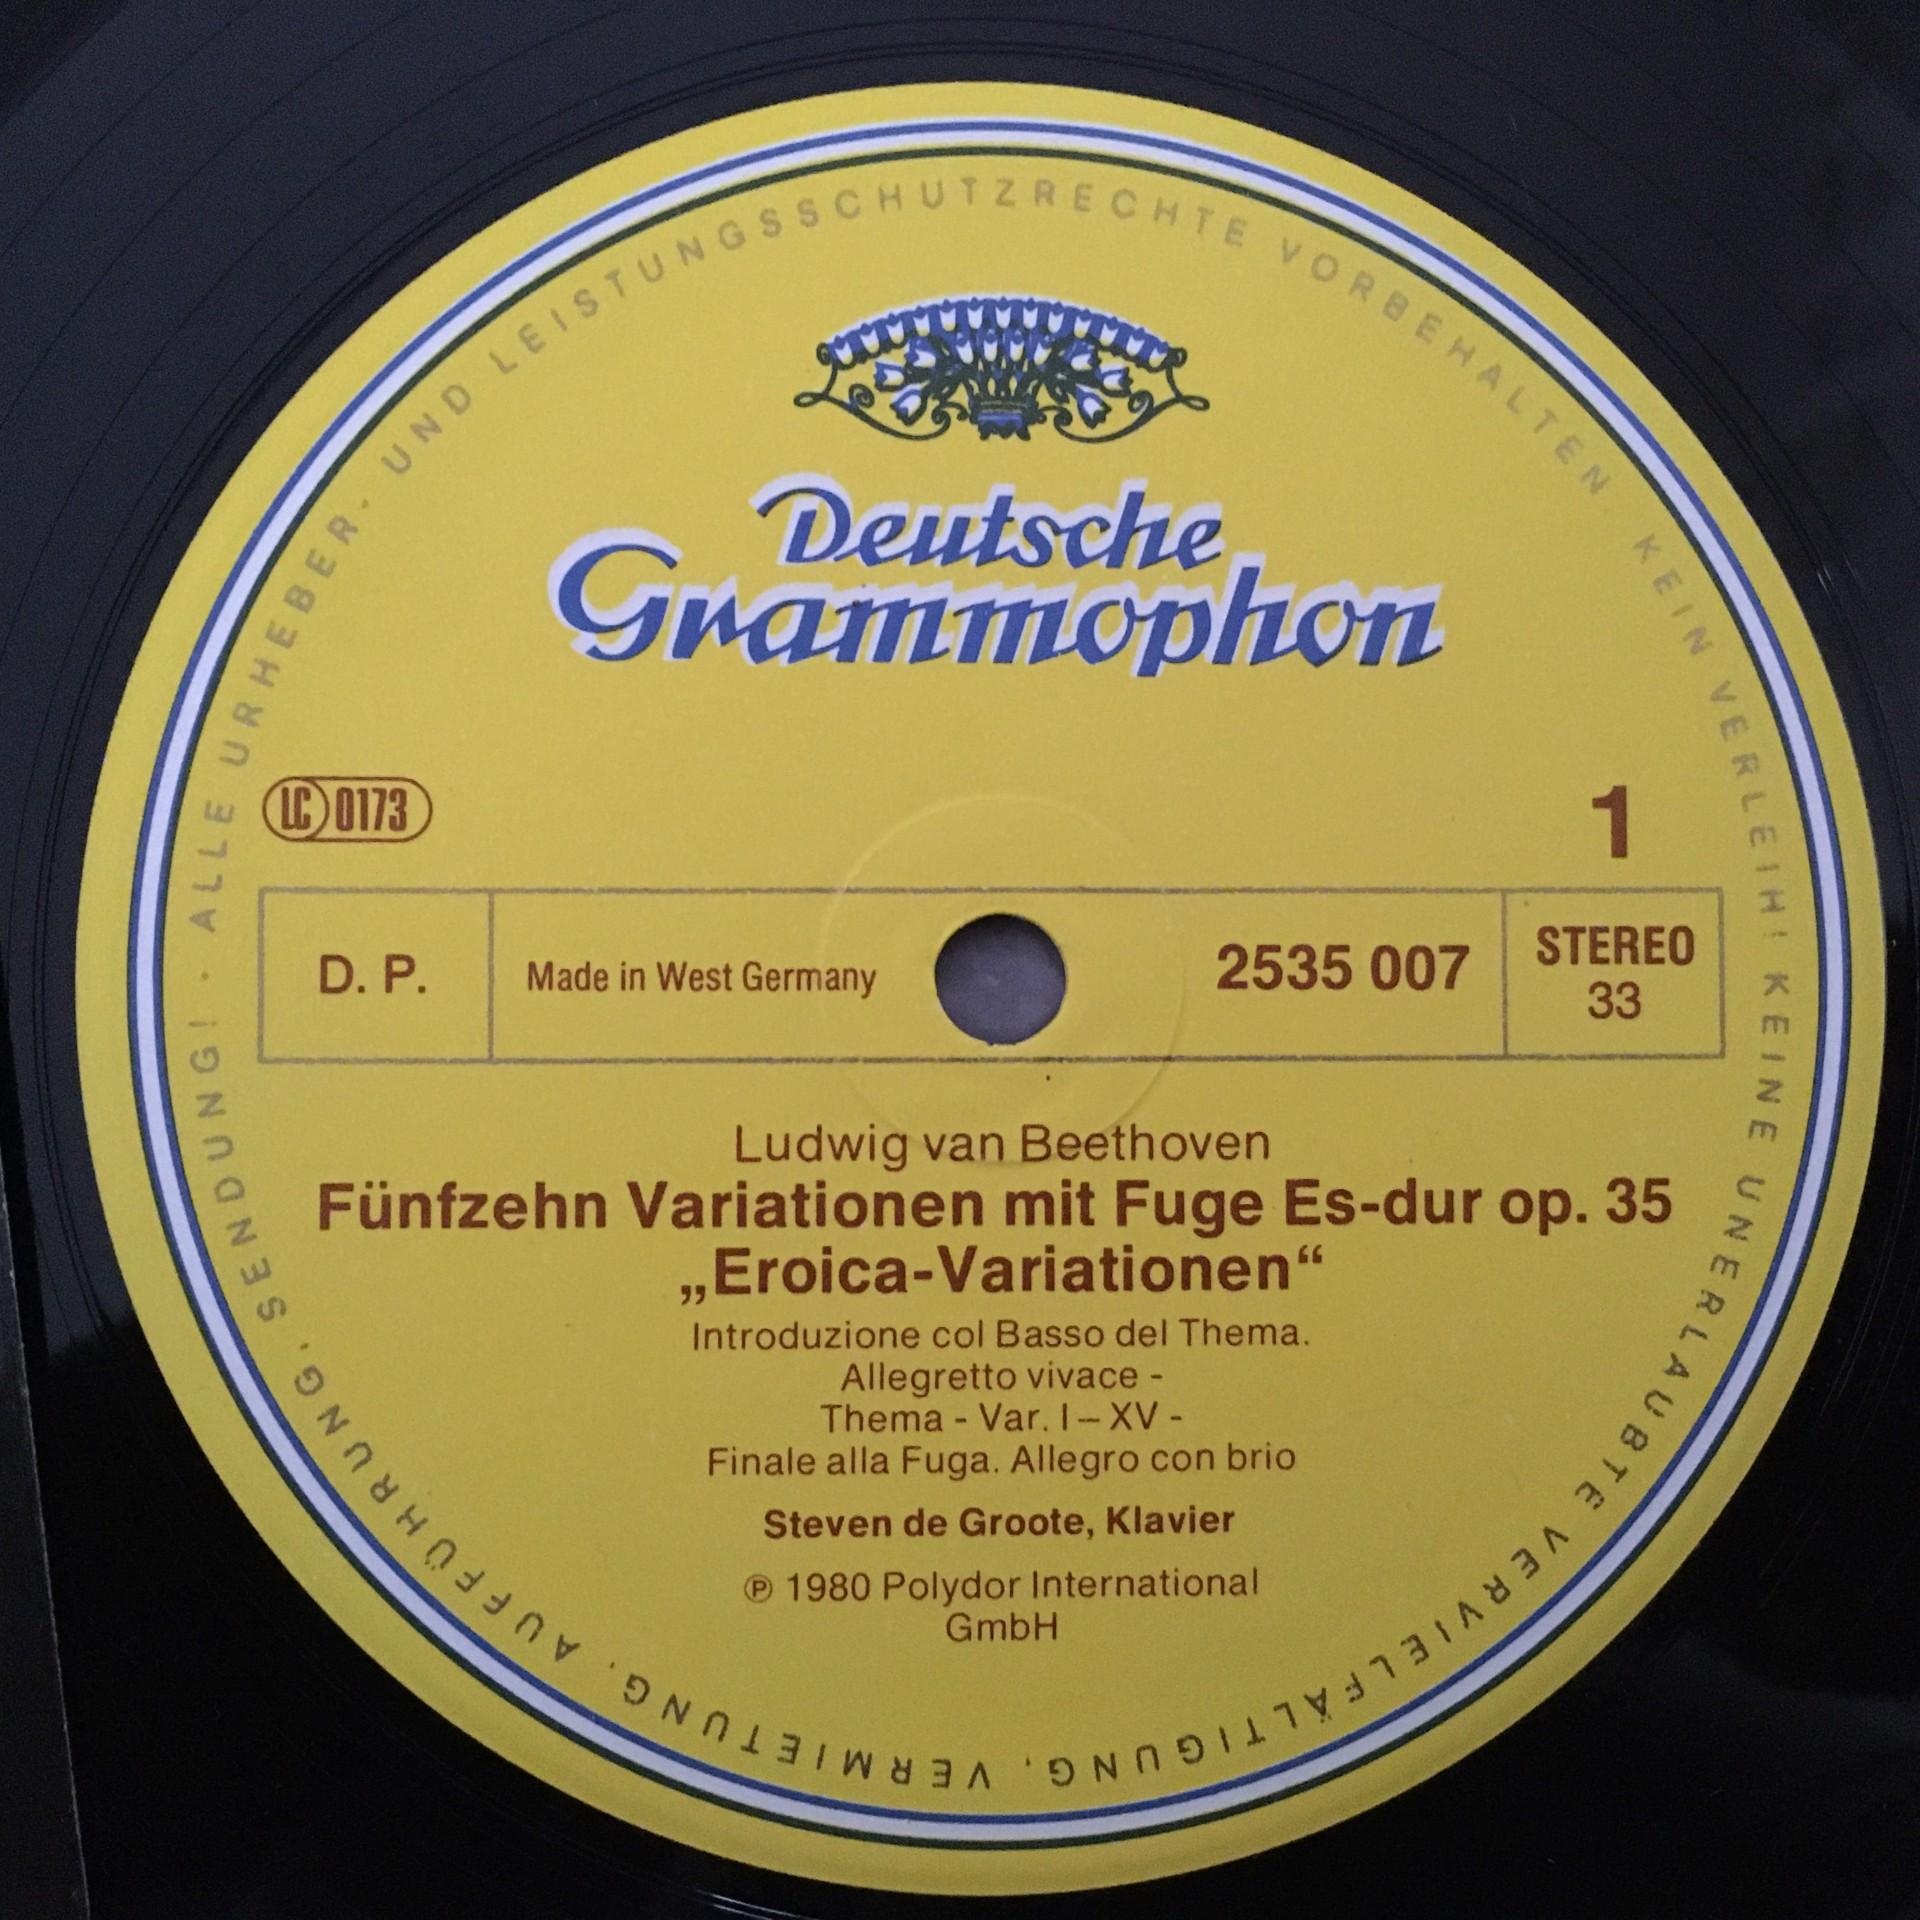 ALLE URHEBER- UND LEISTUNGSSCHUTZRECHTE VORBEHALTEN. KEIN VERLEIH! KEINE UNERLAUBTE VERVIELFÄLTIGUNG, VERMIETUNG, AUFFÜHRUNG, SENDUNG! ·
Deutsche
Grammophon
LC 0173
1
D. P.
Made in West Germany
2535 007
STEREO
33
Ludwig van Beethoven
Fünfzehn Variationen mit Fuge Es-dur op. 35
„Eroica-Variationen“
Introduzione col Basso del Thema.
Allegretto vivace -
Thema - Var. I – XV -
Finale alla Fuga. Allegro con brio
Steven de Groote, Klavier
℗ 1980 Polydor International
GmbH